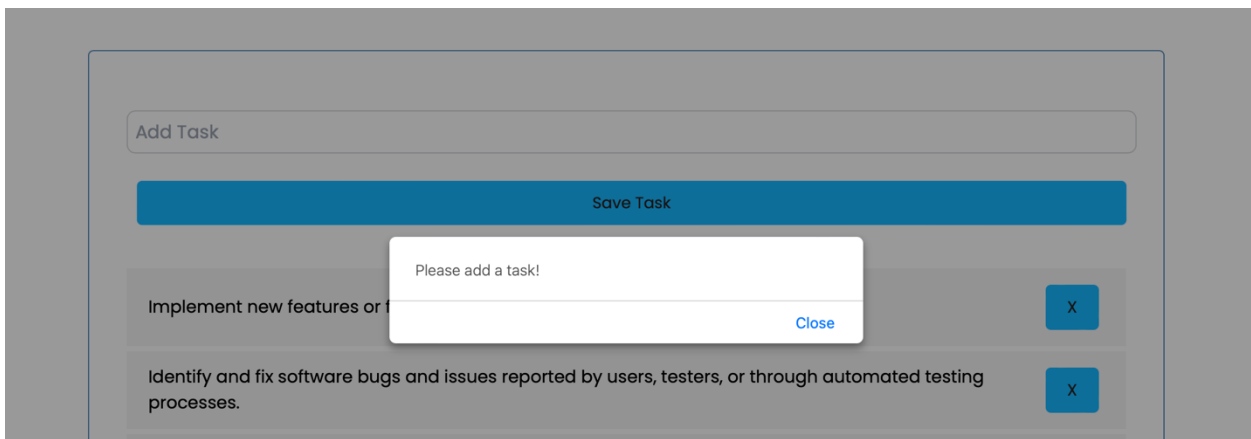 Add Task
Save Task
Please add a task!
Close
Implement new features or
X
Identify and fix software bugs and issues reported by users, testers, or through automated testing
processes.
X